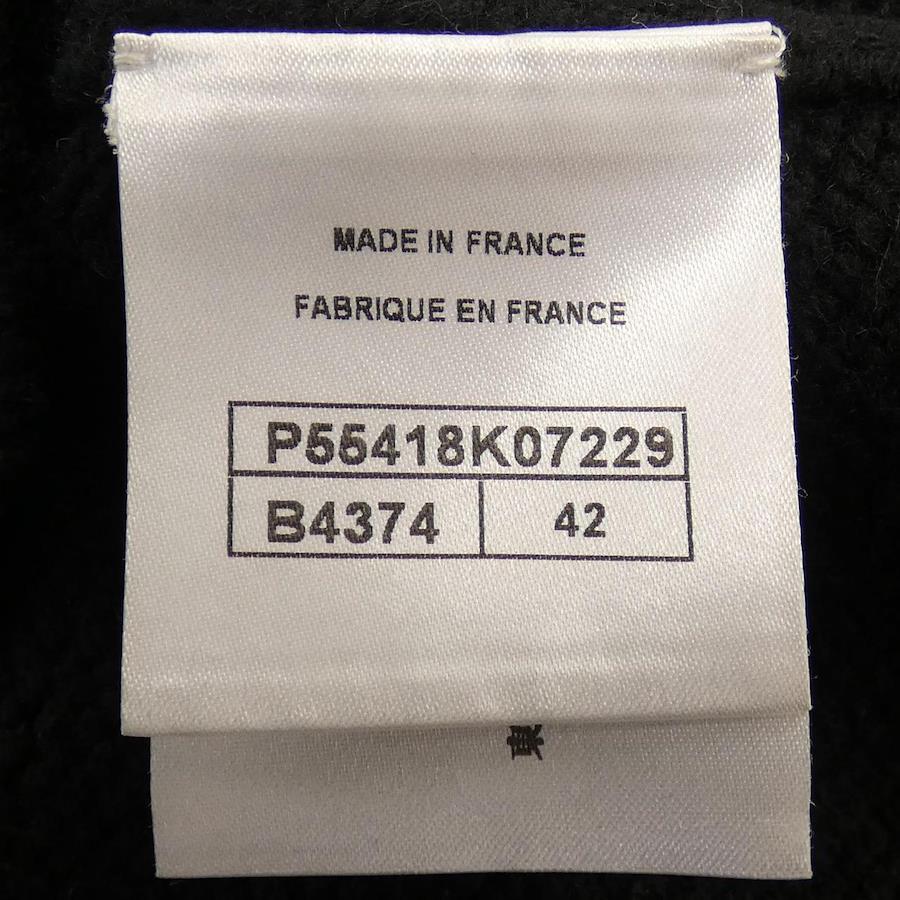 MADE IN FRANCE
FABRIQUE EN FRANCE
P55418K07229
B4374 42